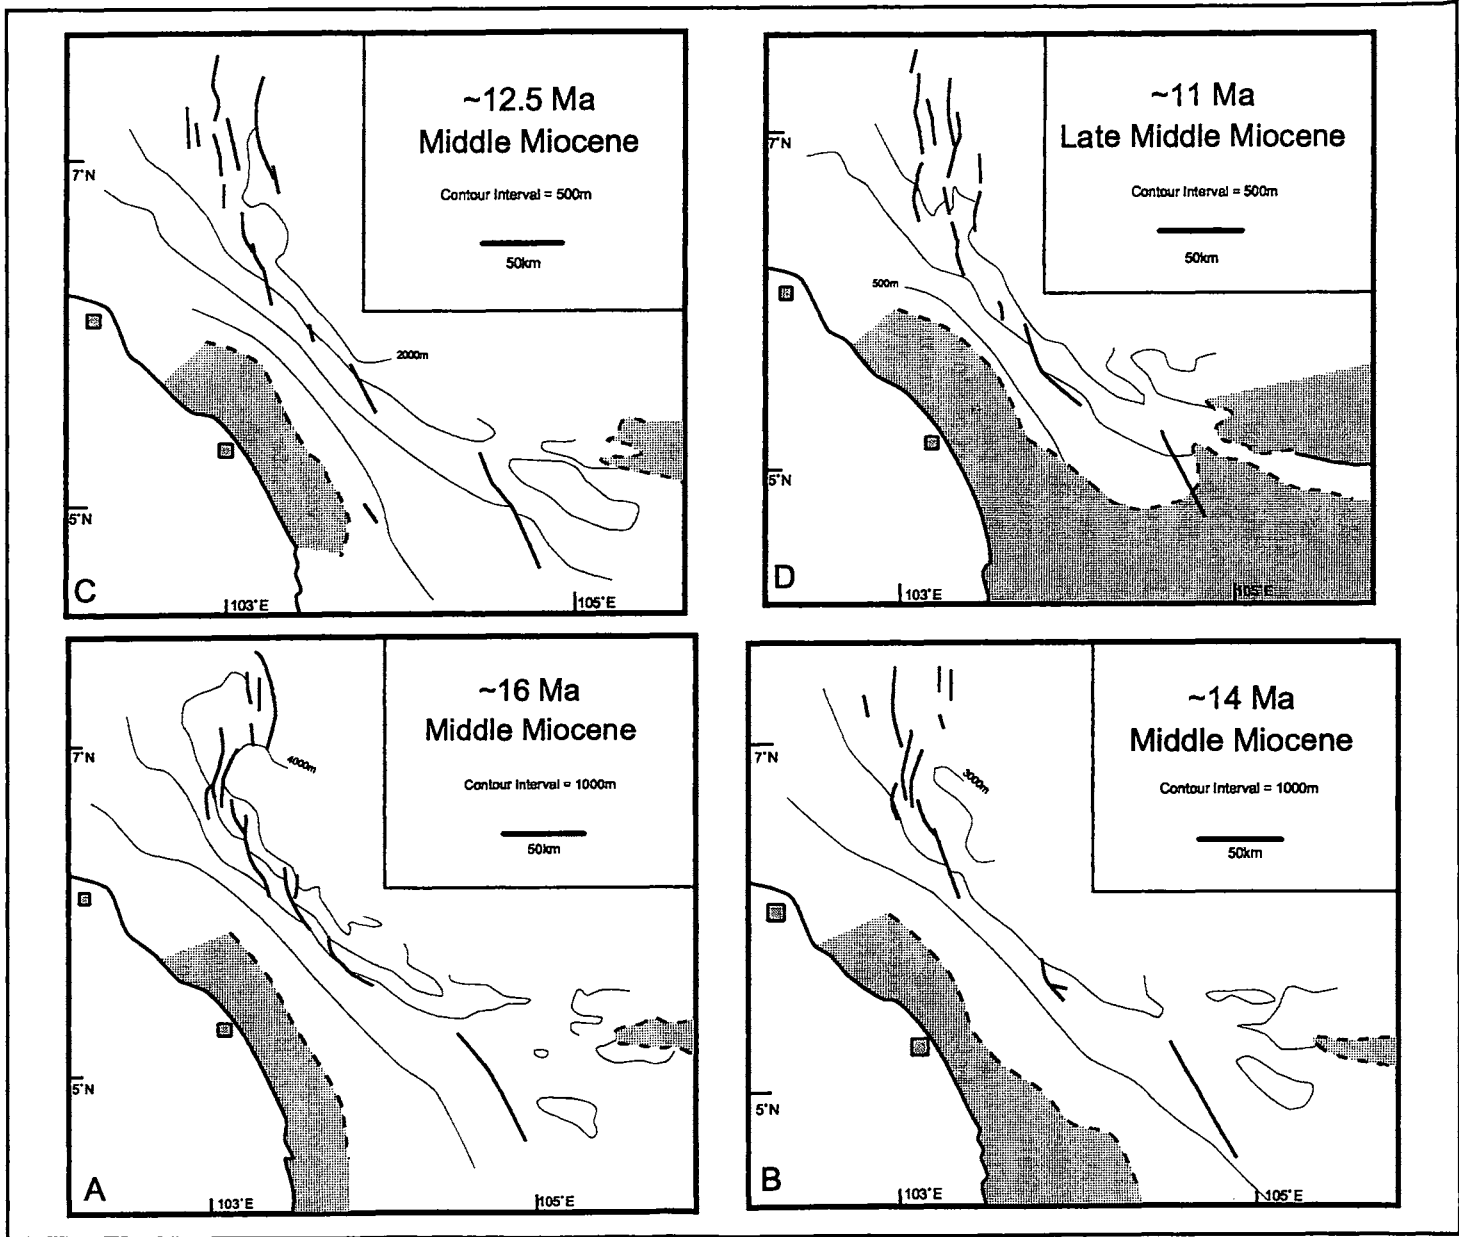 ~12.5 Ma
Middle Miocene
Contour Interval = 500m
50km
7°N
2000m
5°N
C
103°E
105°E
~11 Ma
Late Middle Miocene
Contour Interval = 500m
50km
7°N
500m
5°N
D
103°E
105°E
~16 Ma
Middle Miocene
Contour Interval = 1000m
50km
7°N
4000m
5°N
A
103°E
105°E
~14 Ma
Middle Miocene
Contour Interval = 1000m
50km
7°N
3000m
5°N
B
103°E
105°E